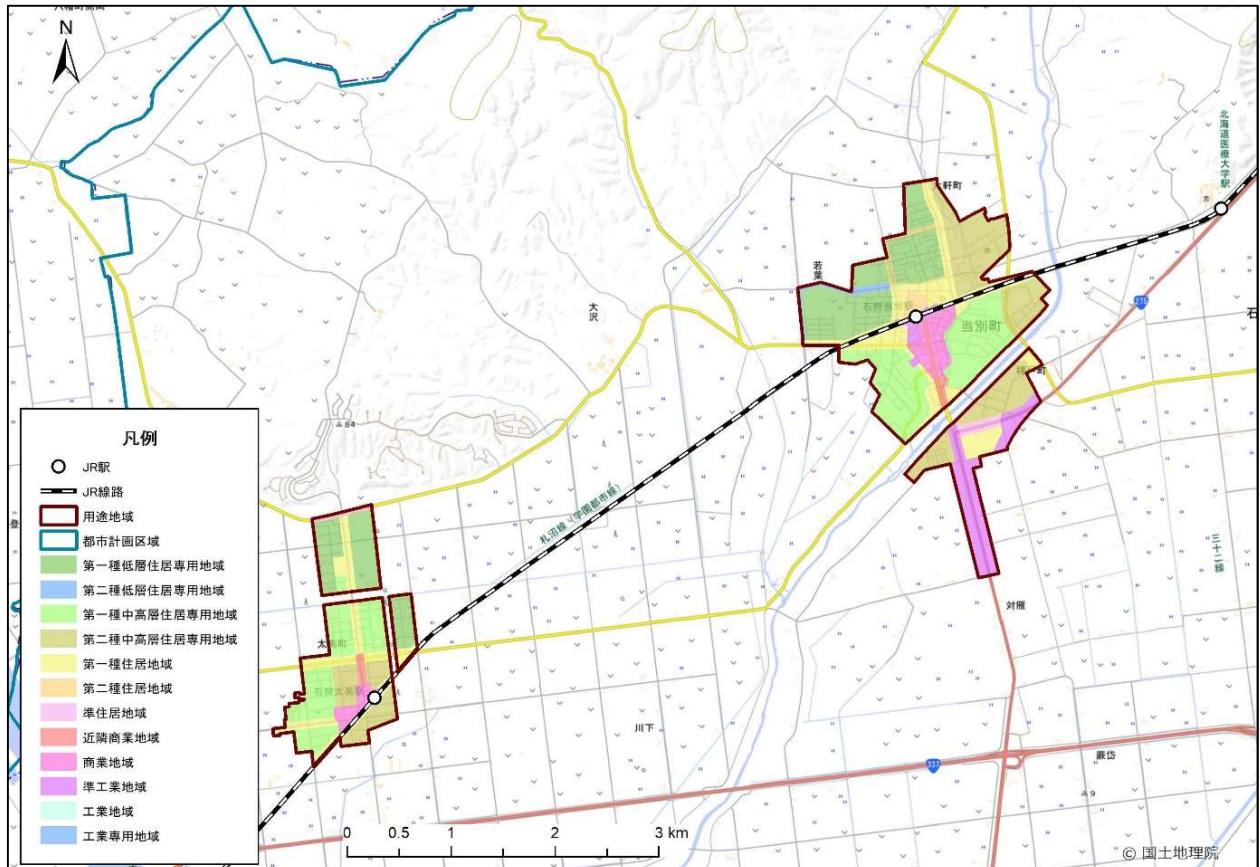 N
六軒町
北海道医療大学駅
若葉
石狩当別駅
当別町
大沢
275
石
84
札沼線(学園都市線)
三十二線
対雁
太美町
石狩太美駅
川下
337
蕨岱
9
登
凡例
JR駅
JR線路
用途地域
都市計画区域
第一種低層住居専用地域
第二種低層住居専用地域
第一種中高層住居専用地域
第二種中高層住居専用地域
第一種住居地域
第二種住居地域
準住居地域
近隣商業地域
商業地域
準工業地域
工業地域
工業専用地域
0 0.5 1 2 3 km
© 国土地理院